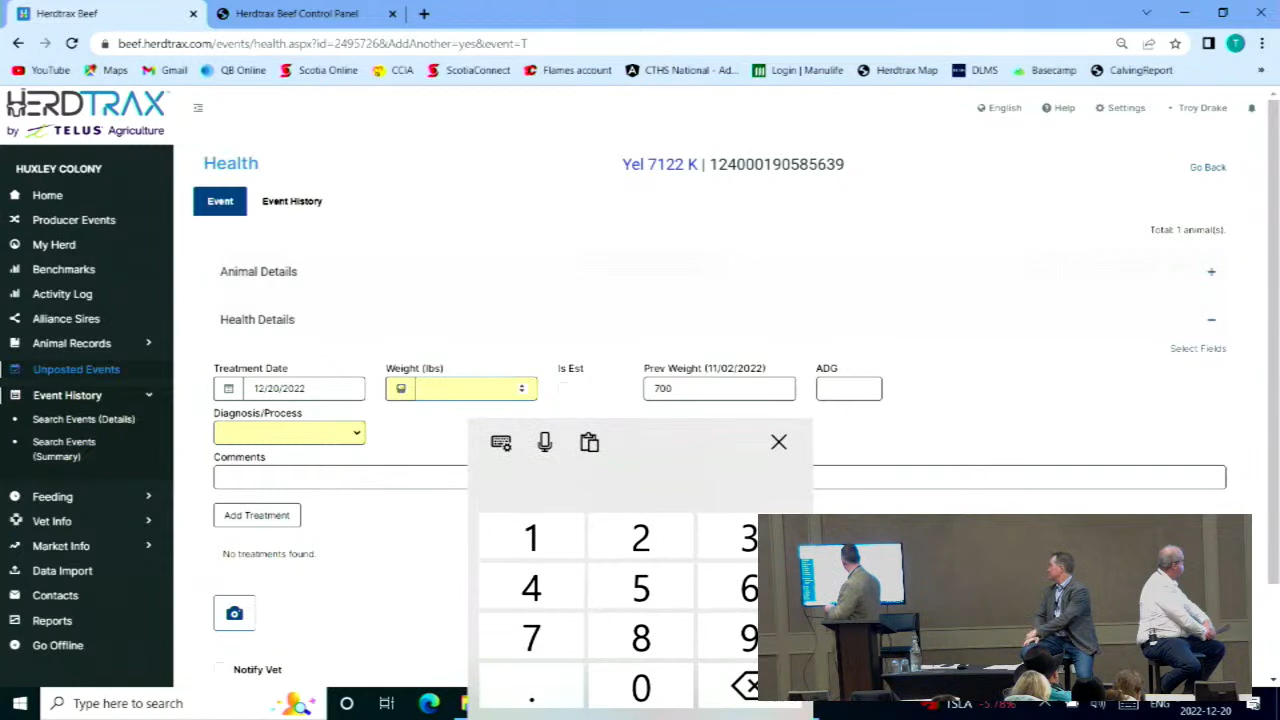 Herdtrax Beef
Herdtrax Beef Control Panel
beef.herdtrax.com/events/health.aspx?id=2495726&AddAnother=yes&event=T
YouTube Maps Gmail QB Online Scotia Online CCIA ScotiaConnect Flames account CTHS National - Ad... Login | Manulife Herdtrax Map DLMS Basecamp CalvingReport
HERDTRAX
by TELUS Agriculture
English Help Settings Troy Drake
HUXLEY COLONY
Home
Producer Events
My Herd
Benchmarks
Activity Log
Alliance Sires
Animal Records
Unposted Events
Event History
Search Events (Details)
Search Events
(Summary)
Feeding
Vet Info
Market Info
Data Import
Contacts
Reports
Go Offline
Health
Yel 7122 K | 124000190585639
Go Back
Event Event History
Total: 1 animal(s).
Animal Details
Health Details
Select Fields
Treatment Date Weight (lbs) Is Est Prev Weight (11/02/2022) ADG
12/20/2022 700
Diagnosis/Process
Comments
Add Treatment
No treatments found.
Notify Vet
1 2 3
4 5 6
7 8 9
. 0
Type here to search
TSLA -5.78%
ENG
2022-12-20